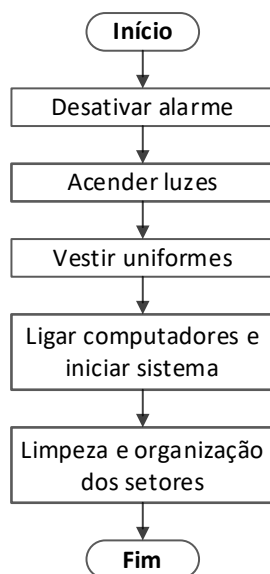 Início
Desativar alarme
Acender luzes
Vestir uniformes
Ligar computadores e
iniciar sistema
Limpeza e organização
dos setores
Fim